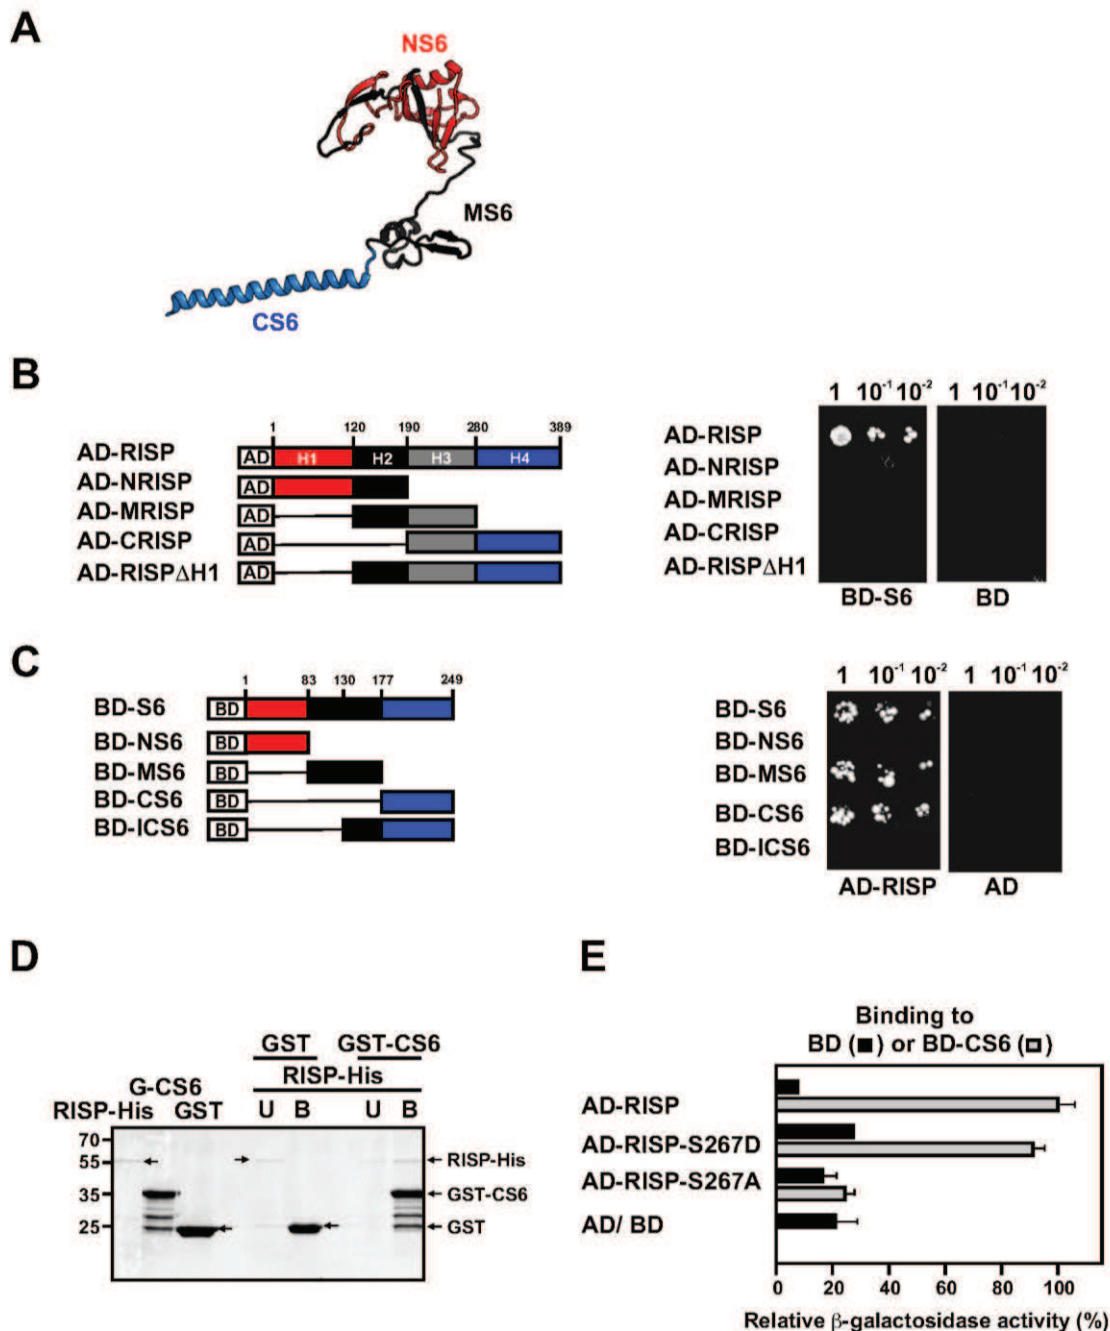 A
NS6
MS6
CS6
B
1 120 190 280 389
AD-RISP AD H1 H2 H3 H4
AD-NRISP AD
AD-MRISP AD
AD-CRISP AD
AD-RISPΔH1 AD
1 10⁻¹ 10⁻² 1 10⁻¹ 10⁻²
AD-RISP
AD-NRISP
AD-MRISP
AD-CRISP
AD-RISPΔH1
BD-S6 BD
C
1 83 130 177 249
BD-S6 BD
BD-NS6 BD
BD-MS6 BD
BD-CS6 BD
BD-ICS6 BD
1 10⁻¹ 10⁻² 1 10⁻¹ 10⁻²
BD-S6
BD-NS6
BD-MS6
BD-CS6
BD-ICS6
AD-RISP AD
D
GST GST-CS6
RISP-His
G-CS6
RISP-His GST U B U B
70
55 RISP-His
35 GST-CS6
25 GST
E
Binding to
BD (■) or BD-CS6 (■)
AD-RISP
AD-RISP-S267D
AD-RISP-S267A
AD/ BD
0 20 40 60 80 100
Relative β-galactosidase activity (%)